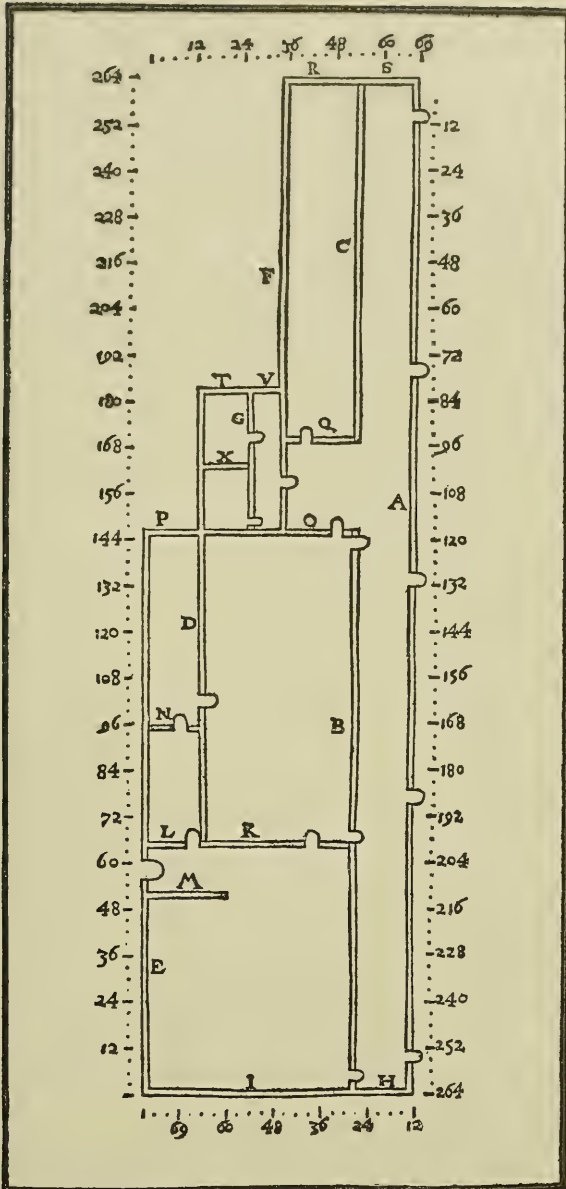 12 24 36 48 60
R S
264
252 12
240 24
228 36
C
216 48
F
204 60
192 72
T V
180 84
G Q
168 96
X
156 108
A
P O
144 120
132 132
D
120 144
108 156
N
96 168
B
84 180
72 192
L K
60 204
M
48 216
36 228
E
24 240
12 252
I H
264
69 60 48 36 24 12